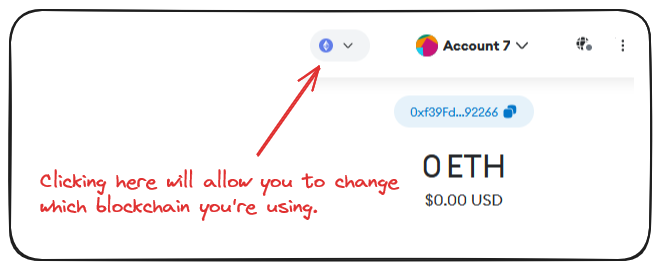 Account 7
0xf39Fd...92266
0 ETH
$0.00 USD
Clicking here will allow you to change
which blockchain you're using.